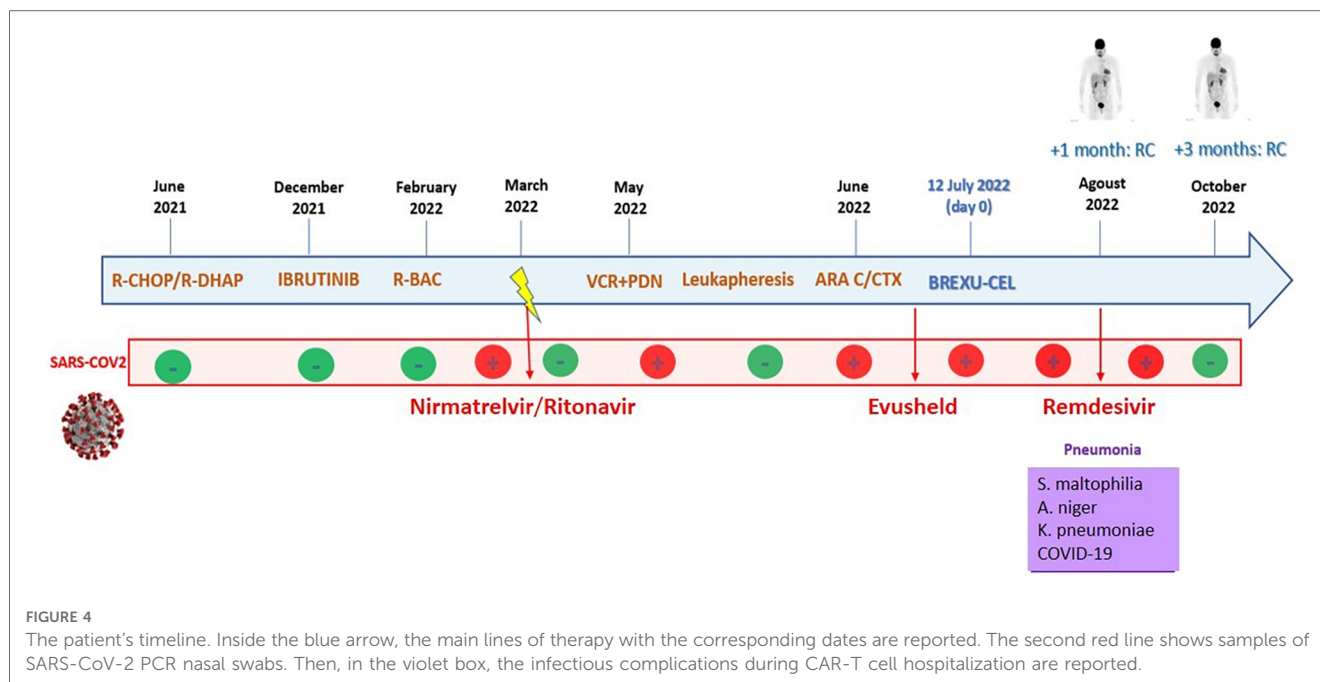 +1 month: RC
+3 months: RC
June
2021
December
2021
February
2022
March
2022
May
2022
June
2022
12 July 2022
(day 0)
Agoust
2022
October
2022
R-CHOP/R-DHAP
IBRUTINIB
R-BAC
VCR+PDN
Leukapheresis
ARA C/CTX
BREXU-CEL
SARS-COV2
-
-
-
+
-
+
-
+
+
+
+
-
Nirmatrelvir/Ritonavir
Evusheld
Remdesivir
Pneumonia
S. maltophilia
A. niger
K. pneumoniae
COVID-19
FIGURE 4
The patient's timeline. Inside the blue arrow, the main lines of therapy with the corresponding dates are reported. The second red line shows samples of
SARS-CoV-2 PCR nasal swabs. Then, in the violet box, the infectious complications during CAR-T cell hospitalization are reported.